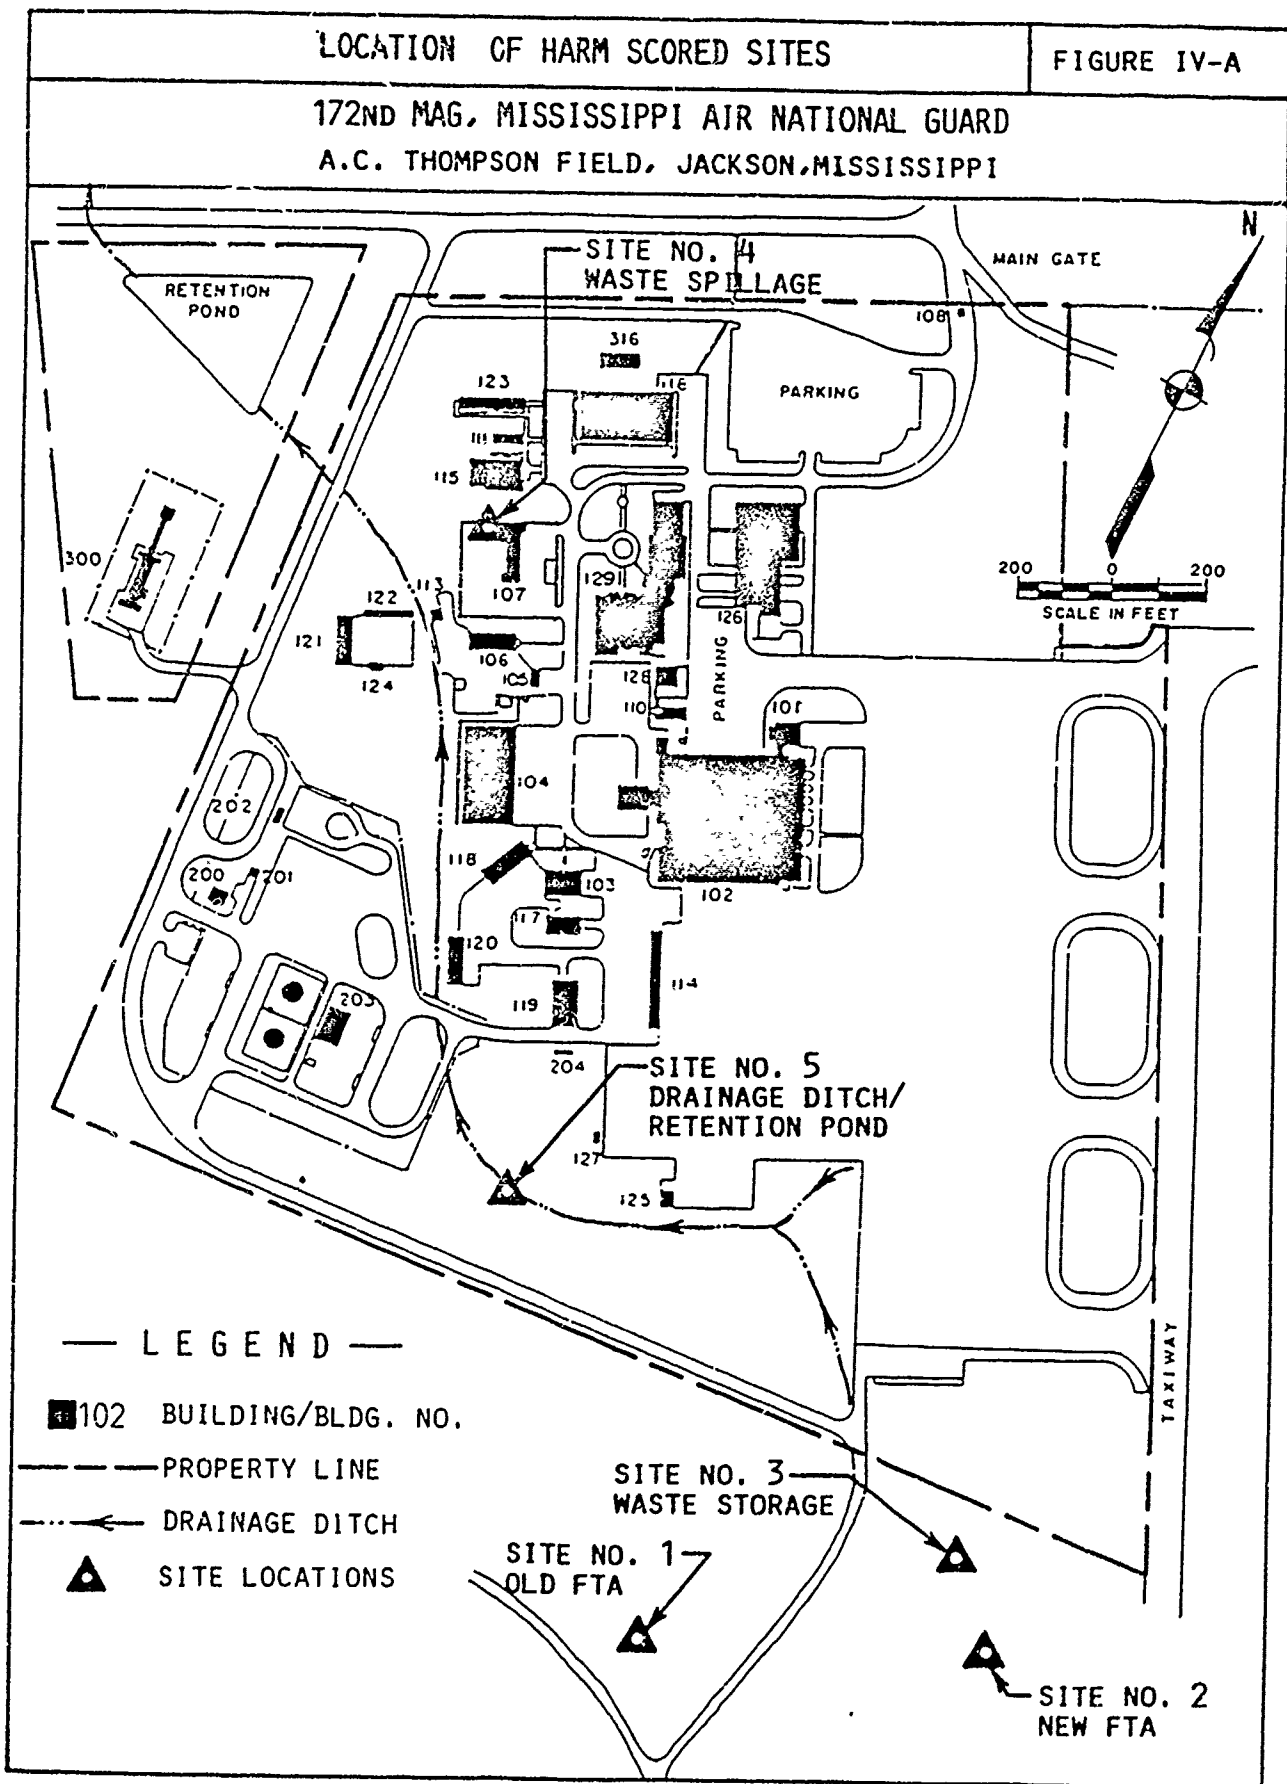 LOCATION OF HARM SCORED SITES
FIGURE IV-A
172ND MAG, MISSISSIPPI AIR NATIONAL GUARD
A.C. THOMPSON FIELD, JACKSON, MISSISSIPPI
N
SITE NO. 4
WASTE SPILLAGE
MAIN GATE
RETENTION
POND
108
316
116
123
PARKING
111
115
300
107
129
113
122
121
126
200 0 200
SCALE IN FEET
106
124
105
128
PARKING
110
101
104
202
118
200
201
103
102
117
120
114
203
119
204
SITE NO. 5
DRAINAGE DITCH/
RETENTION POND
127
125
TAXIWAY
LEGEND
102 BUILDING/BLDG. NO.
PROPERTY LINE
DRAINAGE DITCH
SITE LOCATIONS
SITE NO. 3
WASTE STORAGE
SITE NO. 1
OLD FTA
SITE NO. 2
NEW FTA